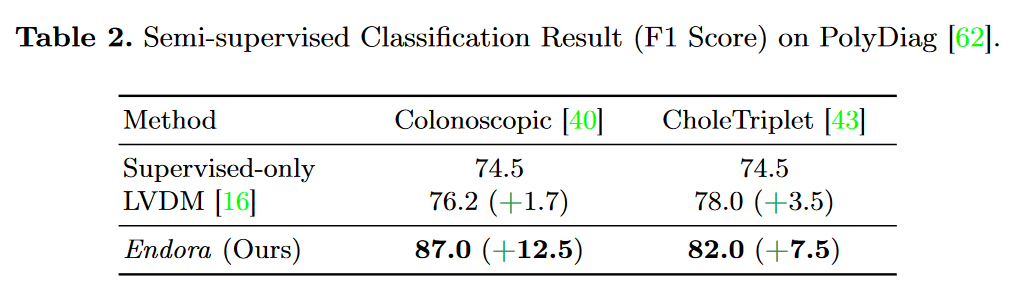 Table 2. Semi-supervised Classification Result (F1 Score) on PolyDiag [62].
Method Colonoscopic [40] CholeTriplet [43]
Supervised-only 74.5 74.5
LVDM [16] 76.2 (+1.7) 78.0 (+3.5)
Endora (Ours) 87.0 (+12.5) 82.0 (+7.5)